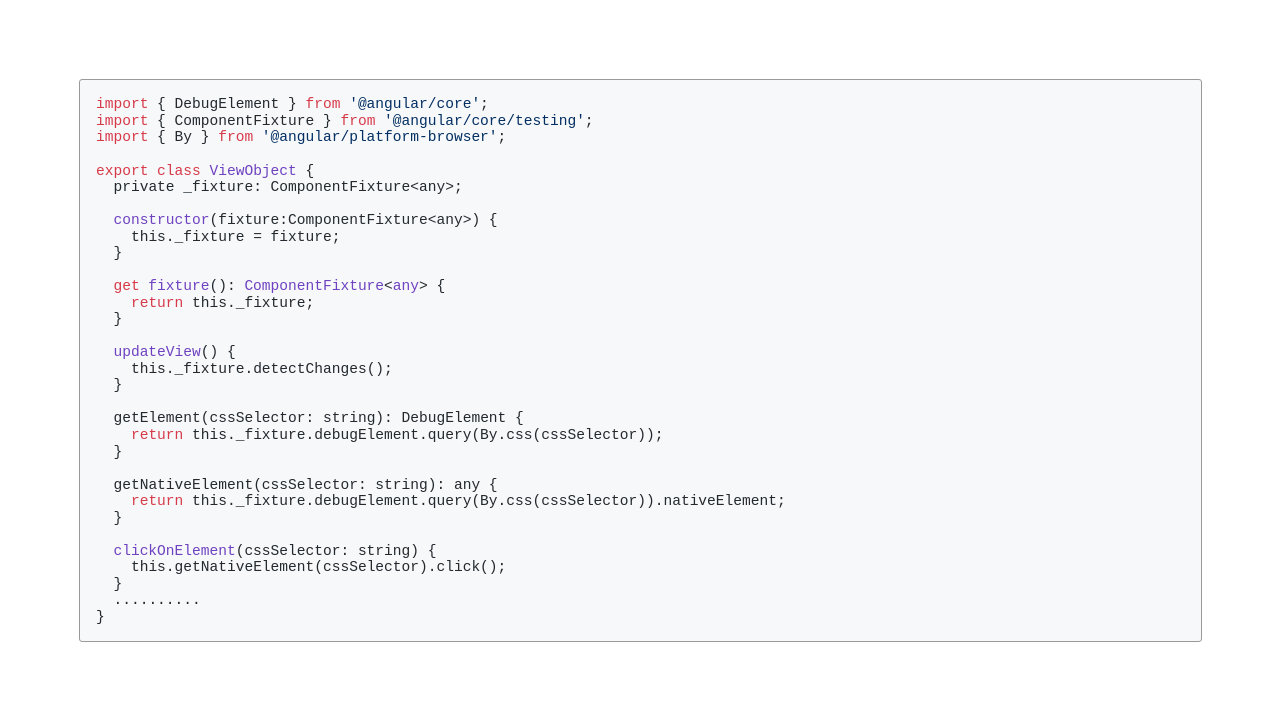 import { DebugElement } from '@angular/core';
import { ComponentFixture } from '@angular/core/testing';
import { By } from '@angular/platform-browser';

export class ViewObject {
  private _fixture: ComponentFixture<any>;

  constructor(fixture:ComponentFixture<any>) {
    this._fixture = fixture;
  }

  get fixture(): ComponentFixture<any> {
    return this._fixture;
  }

  updateView() {
    this._fixture.detectChanges();
  }

  getElement(cssSelector: string): DebugElement {
    return this._fixture.debugElement.query(By.css(cssSelector));
  }

  getNativeElement(cssSelector: string): any {
    return this._fixture.debugElement.query(By.css(cssSelector)).nativeElement;
  }

  clickOnElement(cssSelector: string) {
    this.getNativeElement(cssSelector).click();
  }
  ..........
}